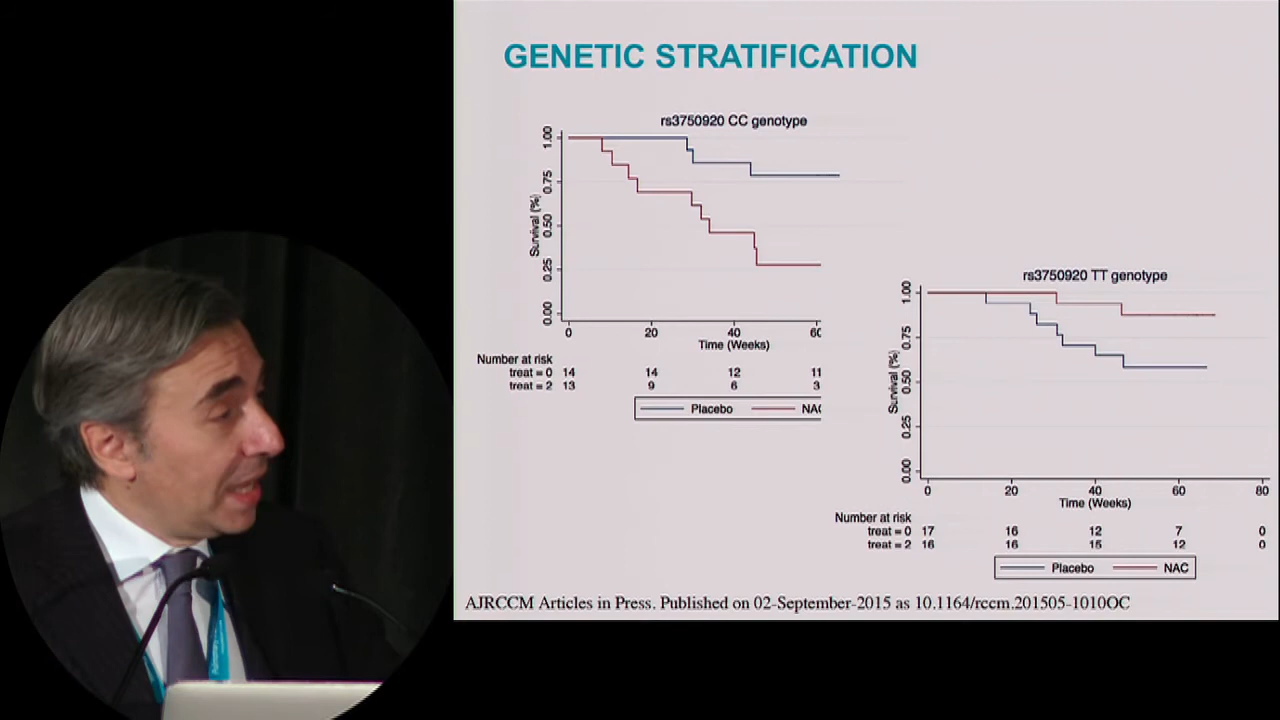 GENETIC STRATIFICATION
rs3750920 CC genotype
Survival (%)
1.00
0.75
0.50
0.25
0.00
0 20 40 60
Time (Weeks)
Number at risk
treat = 0 14 14 12 11
treat = 2 13 9 6 3
Placebo NAC
rs3750920 TT genotype
Survival (%)
1.00
0.75
0.50
0.25
0.00
0 20 40 60 80
Time (Weeks)
Number at risk
treat = 0 17 16 12 7 0
treat = 2 16 16 15 12 0
Placebo NAC
AJRCCM Articles in Press. Published on 02-September-2015 as 10.1164/rccm.201505-1010OC